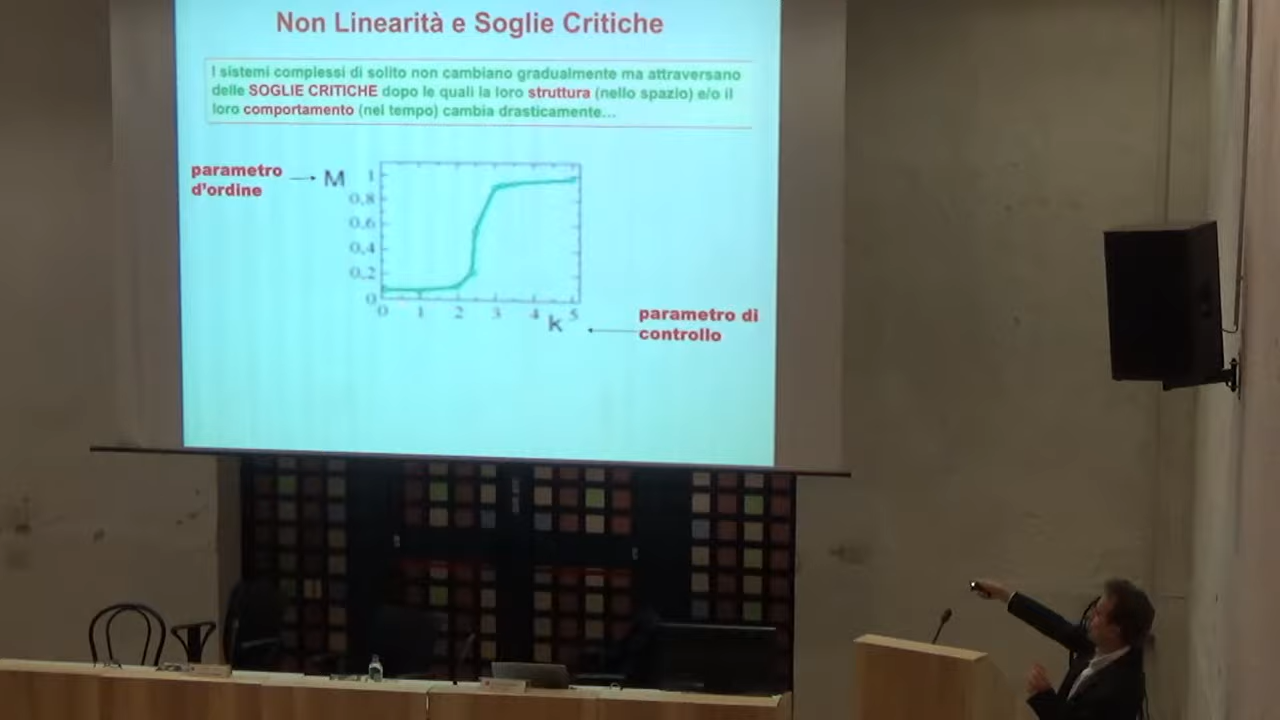 Non Linearità e Soglie Critiche
I sistemi complessi di solito non cambiano gradualmente ma attraversano
delle SOGLIE CRITICHE dopo le quali la loro struttura (nello spazio) e/o il
loro comportamento (nel tempo) cambia drasticamente...
parametro
d'ordine
M
1
0.8
0.6
0.4
0.2
0
0 1 2 3 4 5
k
parametro di
controllo